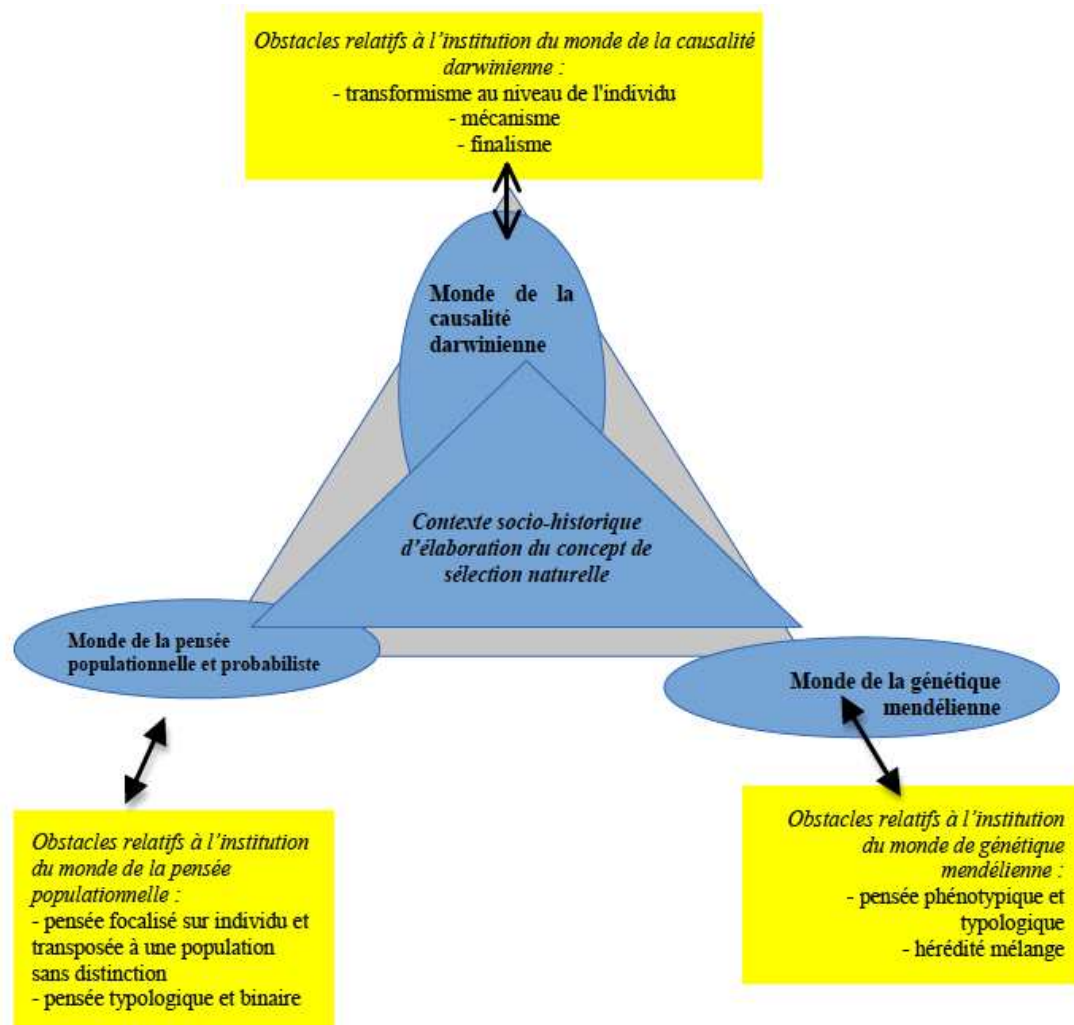 Obstacles relatifs à l’institution du monde de la causalité
darwinienne :
- transformisme au niveau de l'individu
- mécanisme
- finalisme
Monde de la
causalité
darwinienne
Contexte socio-historique
d’élaboration du concept de
sélection naturelle
Monde de la pensée
populationnelle et probabiliste
Monde de la génétique
mendélienne
Obstacles relatifs à l’institution
du monde de la pensée
populationnelle :
- pensée focalisé sur individu et
transposée à une population
sans distinction
- pensée typologique et binaire
Obstacles relatifs à l’institution
du monde de génétique
mendélienne :
- pensée phénotypique et
typologique
- hérédité mélange